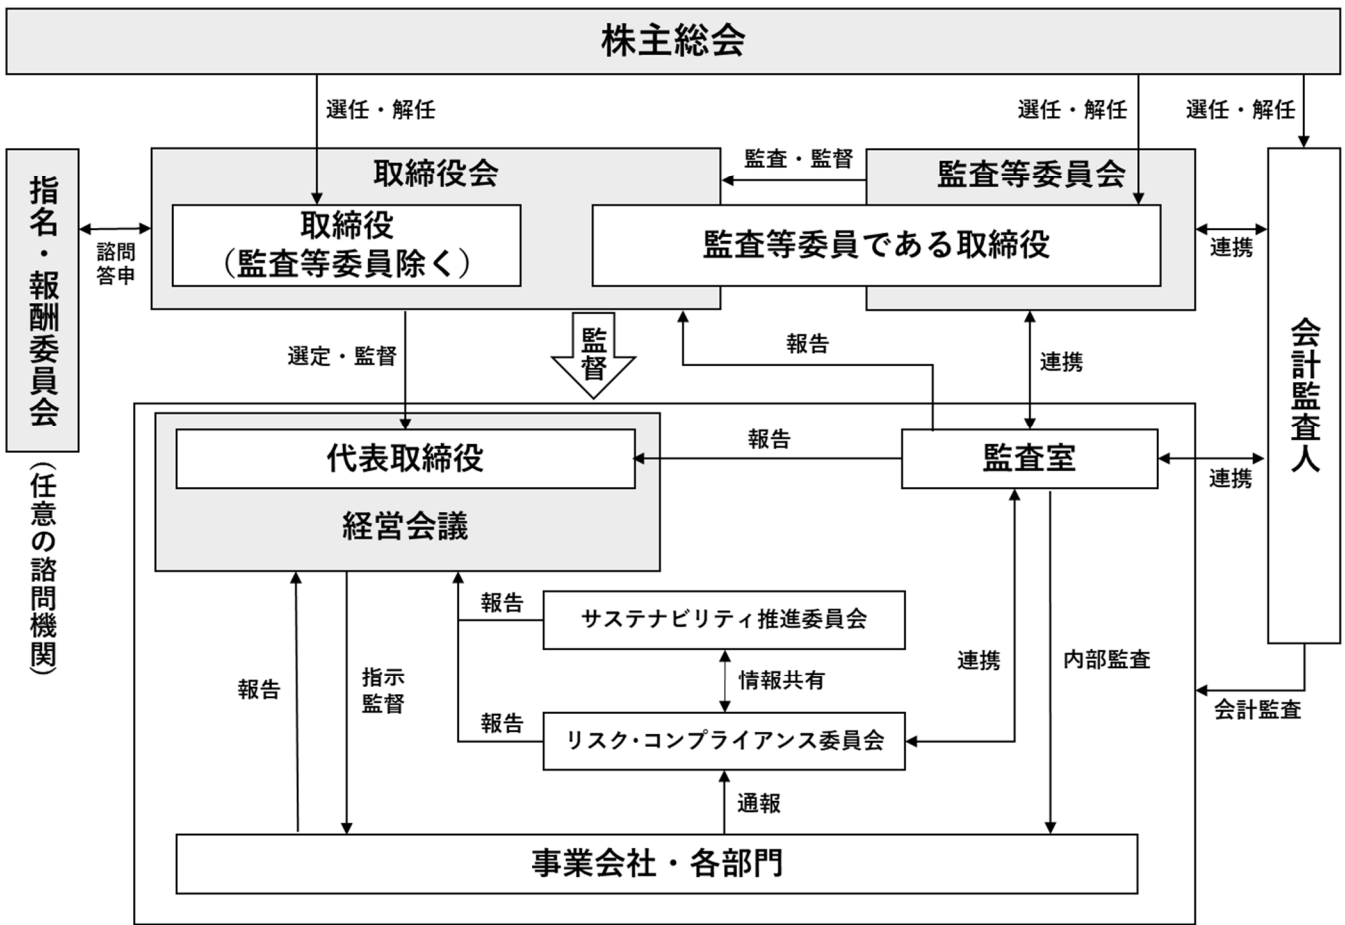 株主総会
選任・解任
選任・解任
選任・解任
指名・報酬委員会
（任意の諮問機関）
諮問
答申
取締役会
取締役
（監査等委員除く）
監査・監督
監査等委員会
監査等委員である取締役
連携
会計監査人
選定・監督
監督
報告
連携
代表取締役
経営会議
報告
監査室
連携
報告
サステナビリティ推進委員会
情報共有
報告
リスク・コンプライアンス委員会
連携
内部監査
会計監査
報告
指示
監督
通報
事業会社・各部門